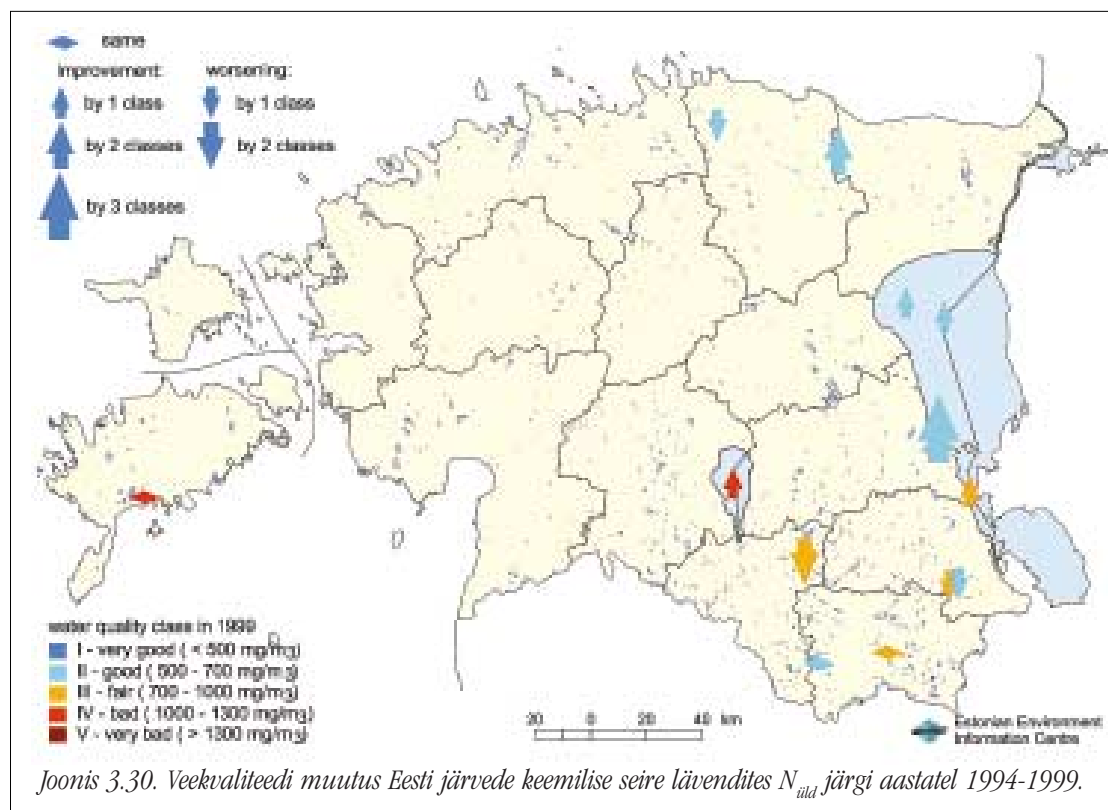 same
improvement:
by 1 class
by 2 classes
by 3 classes
worsening:
by 1 class
by 2 classes
water quality class in 1999
I - very good ( < 500 mg/m3)
II - good ( 500 - 700 mg/m3)
III - fair ( 700 - 1000 mg/m3)
IV - bad ( 1000 - 1300 mg/m3)
V - very bad ( > 1300 mg/m3)
20 0 20 40 km
Estonian Environment
Information Centre
Joonis 3.30. Veekvaliteedi muutus Eesti järvede keemilise seire lävendites Nüld järgi aastatel 1994-1999.